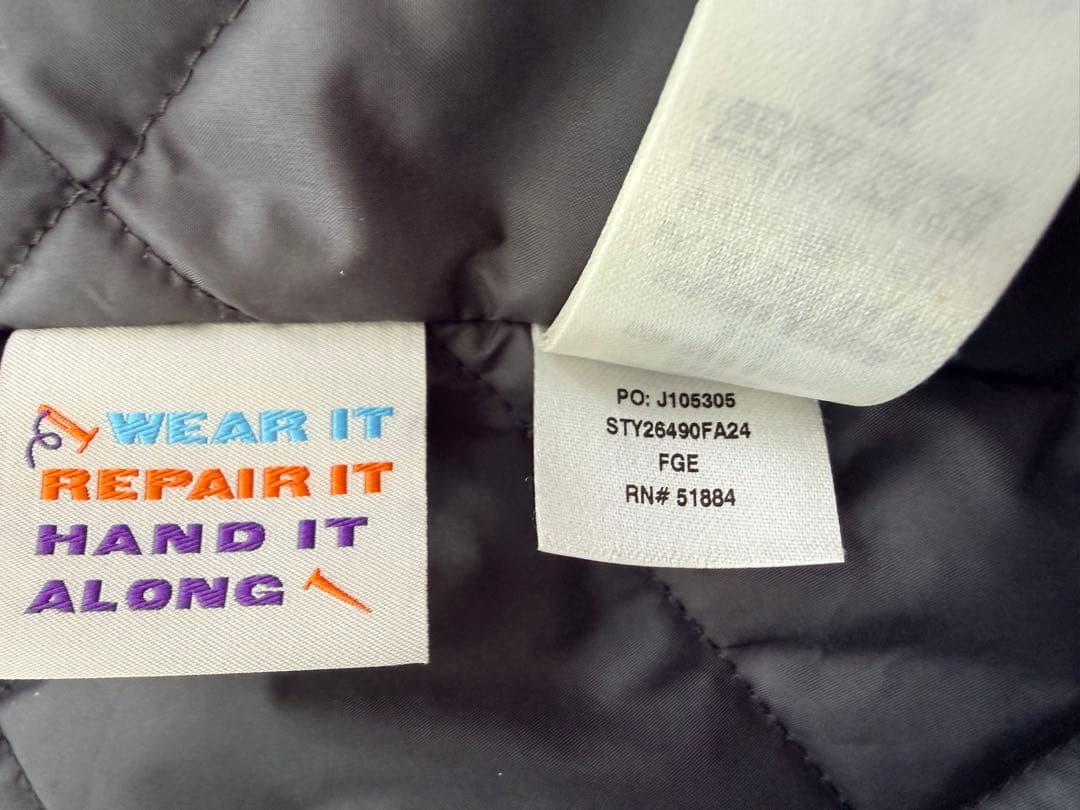 WEAR IT
REPAIR IT
HAND IT
ALONG
PO: J105305
STY26490FA24
FGE
RN# 51884